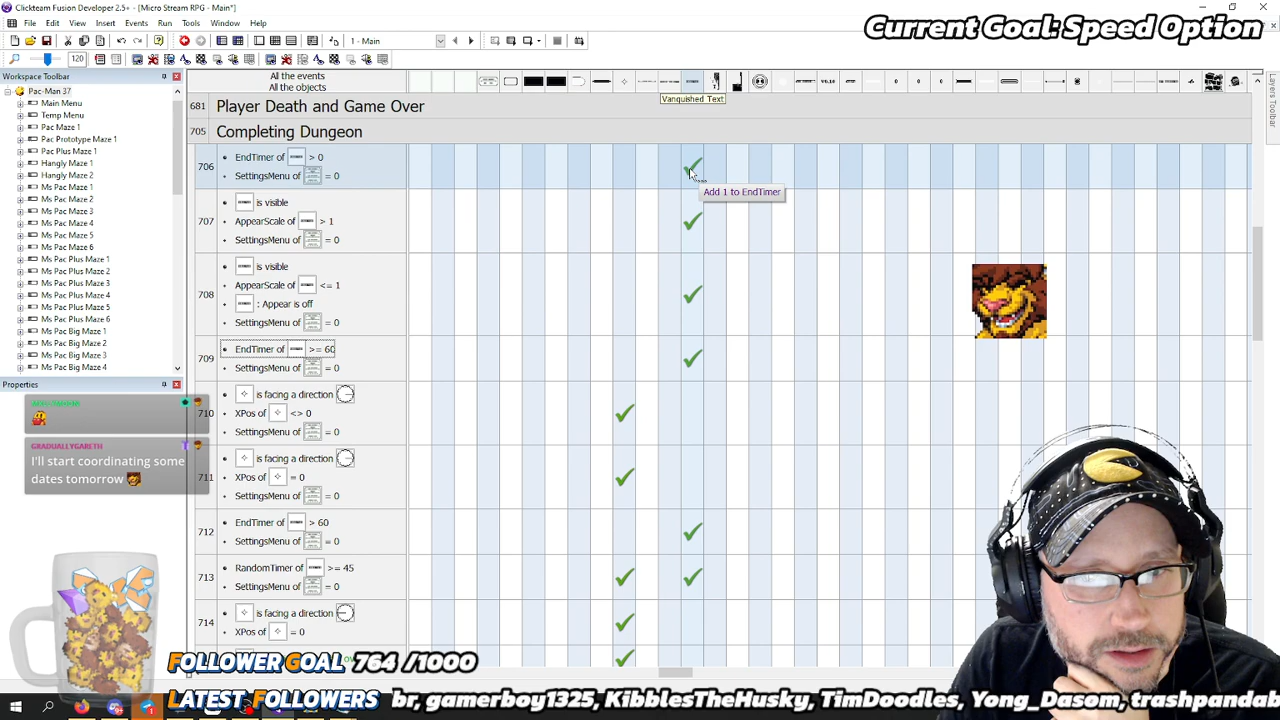 Clickteam Fusion Developer 2.5+ - [Micro Stream RPG - Main*]
Current Goal: Speed Option
File Edit View Insert Events Run Tools Window Help
1 - Main
120
Workspace Toolbar
Pac-Man 37
Main Menu
Temp Menu
Pac Maze 1
Pac Prototype Maze 1
Pac Plus Maze 1
Hangly Maze 1
Hangly Maze 2
Ms Pac Maze 1
Ms Pac Maze 2
Ms Pac Maze 3
Ms Pac Maze 4
Ms Pac Maze 5
Ms Pac Maze 6
Ms Pac Plus Maze 1
Ms Pac Plus Maze 2
Ms Pac Plus Maze 3
Ms Pac Plus Maze 4
Ms Pac Plus Maze 5
Ms Pac Plus Maze 6
Ms Pac Big Maze 1
Ms Pac Big Maze 2
Ms Pac Big Maze 3
Ms Pac Big Maze 4
Properties
GRADUALLYGARETH
I'll start coordinating some
dates tomorrow
All the events
All the objects
Vanquished Text
Layers Toolbar
681 Player Death and Game Over
705 Completing Dungeon
706
EndTimer of > 0
SettingsMenu of = 0
Add 1 to EndTimer
707
is visible
AppearScale of > 1
SettingsMenu of = 0
708
is visible
AppearScale of <= 1
: Appear is off
SettingsMenu of = 0
709
EndTimer of >= 60
SettingsMenu of = 0
710
is facing a direction
XPos of <> 0
SettingsMenu of = 0
711
is facing a direction
XPos of = 0
SettingsMenu of = 0
712
EndTimer of > 60
SettingsMenu of = 0
713
RandomTimer of >= 45
SettingsMenu of = 0
714
is facing a direction
XPos of = 0
Follower Goal 764 /1000
Latest Followers br, gamerboy1325, KibblesTheHusky, TimDoodles, Yong_Dasom, trashpandab